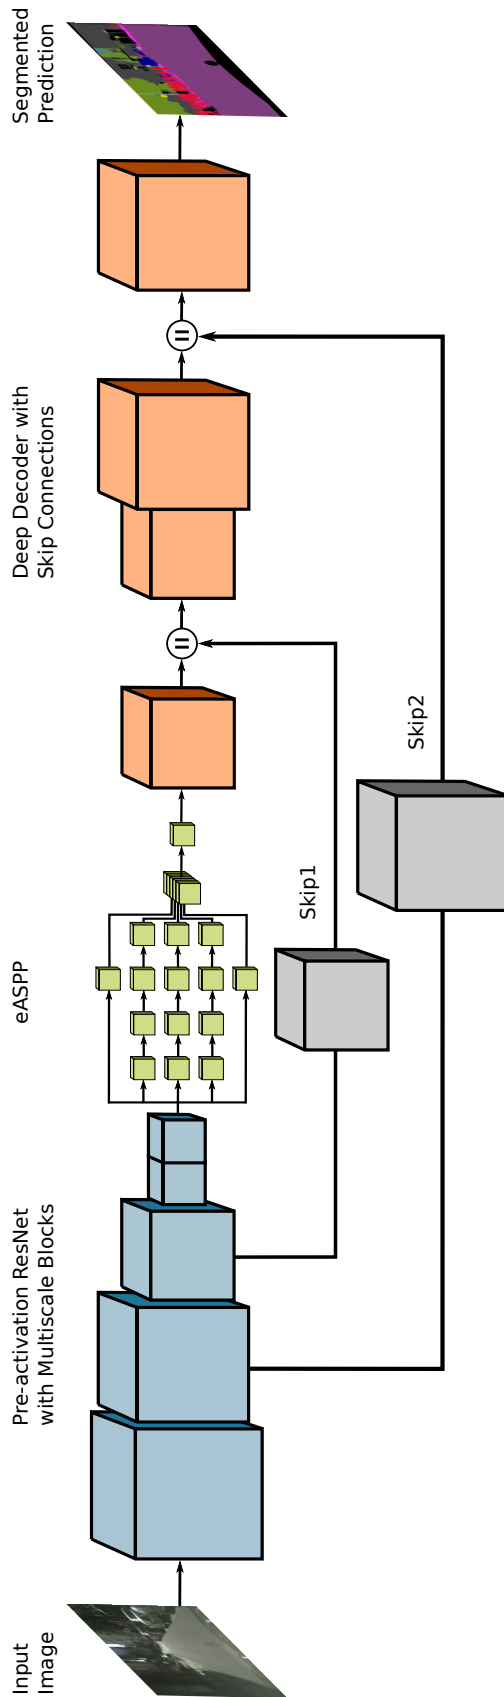 Input
Image
Pre-activation ResNet
with Multiscale Blocks
eASPP
Deep Decoder with
Skip Connections
Segmented
Prediction
Skip1
Skip2